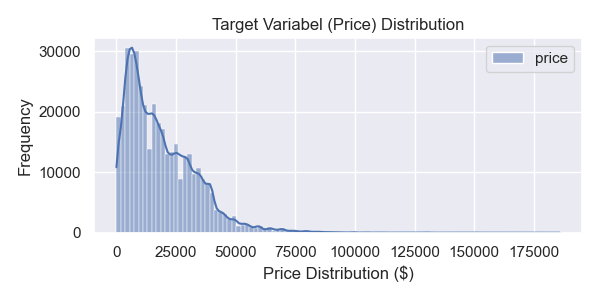 Target Variabel (Price) Distribution
price
Frequency
30000
20000
10000
0
0 25000 50000 75000 100000 125000 150000 175000
Price Distribution ($)